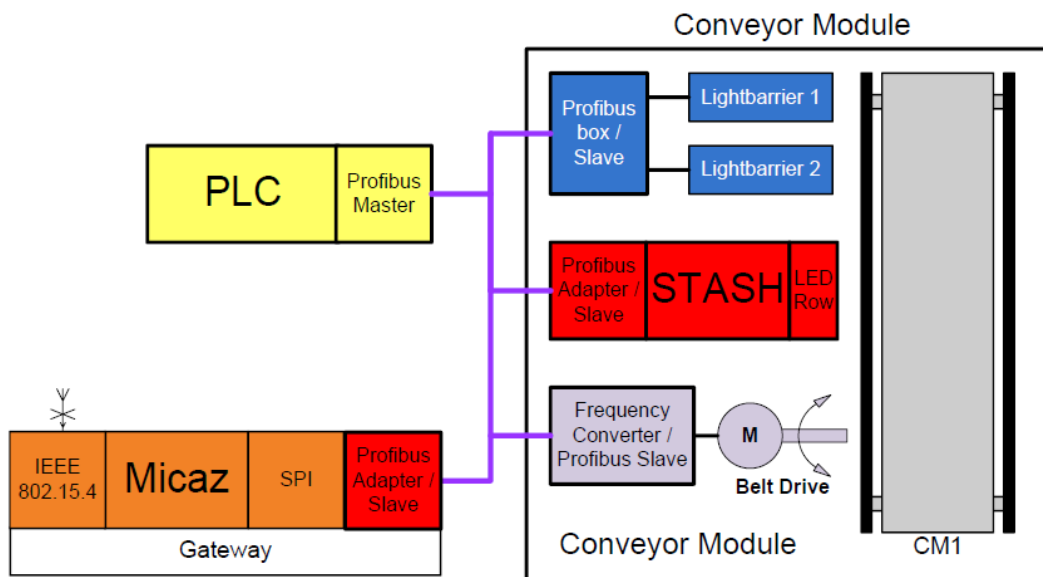 Conveyor Module
Profibus
box /
Slave
Lightbarrier 1
Lightbarrier 2
PLC
Profibus
Master
Profibus
Adapter /
Slave
STASH
LED
Row
Frequency
Converter /
Profibus Slave
M
Belt Drive
IEEE
802.15.4
Micaz
SPI
Profibus
Adapter /
Slave
Gateway
Conveyor Module
CM1